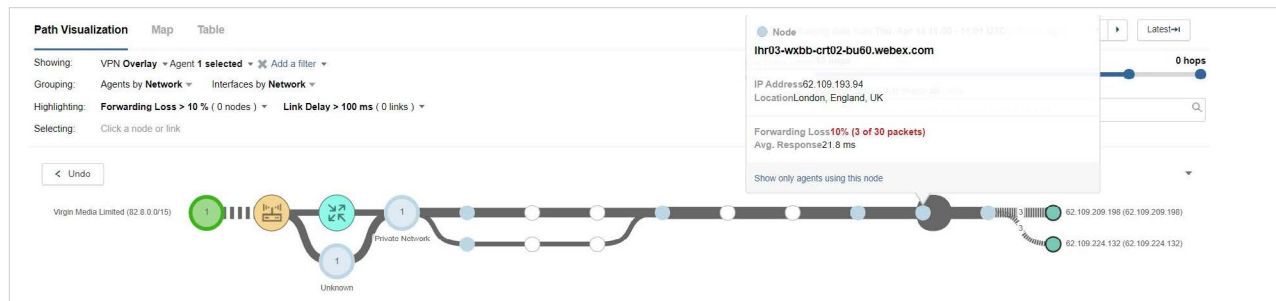 Path Visualization Map Table
Latest
Showing: VPN Overlay Agent 1 selected Add a filter
0 hops
Grouping: Agents by Network Interfaces by Network
Highlighting: Forwarding Loss > 10 % ( 0 nodes ) Link Delay > 100 ms ( 0 links )
Selecting: Click a node or link
Node
lhr03-wxbb-crt02-bu60.webex.com
IP Address62.109.193.94
LocationLondon, England, UK
Forwarding Loss10% (3 of 30 packets)
Avg. Response21.8 ms
Show only agents using this node
< Undo
Virgin Media Limited (82.8.0.0/15)
1
1
Private Network
1
Unknown
3
62.109.209.198 (62.109.209.198)
3
62.109.224.132 (62.109.224.132)